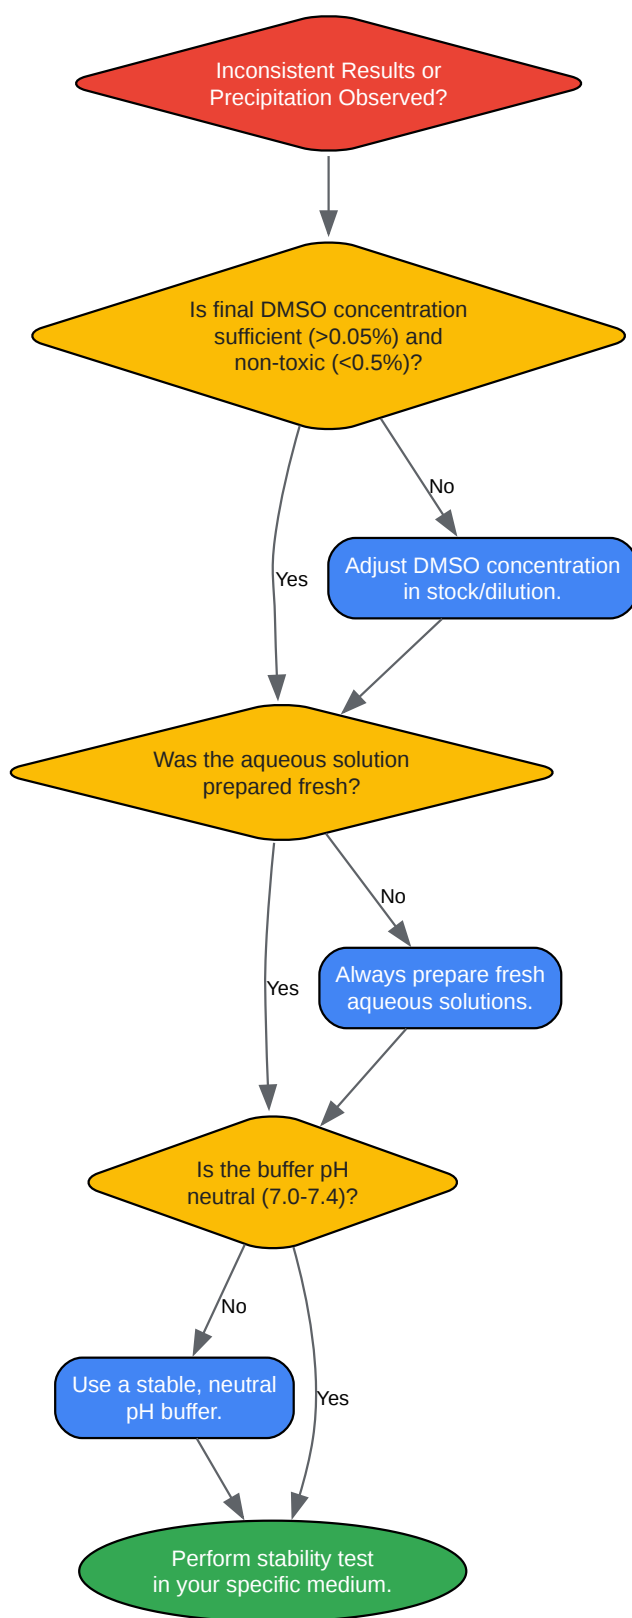 Inconsistent Results or
Precipitation Observed?
Is final DMSO concentration
sufficient (>0.05%) and
non-toxic (<0.5%)?
No
Adjust DMSO concentration
in stock/dilution.
Yes
Was the aqueous solution
prepared fresh?
No
Always prepare fresh
aqueous solutions.
Yes
Is the buffer pH
neutral (7.0-7.4)?
No
Use a stable, neutral
pH buffer.
Yes
Perform stability test
in your specific medium.